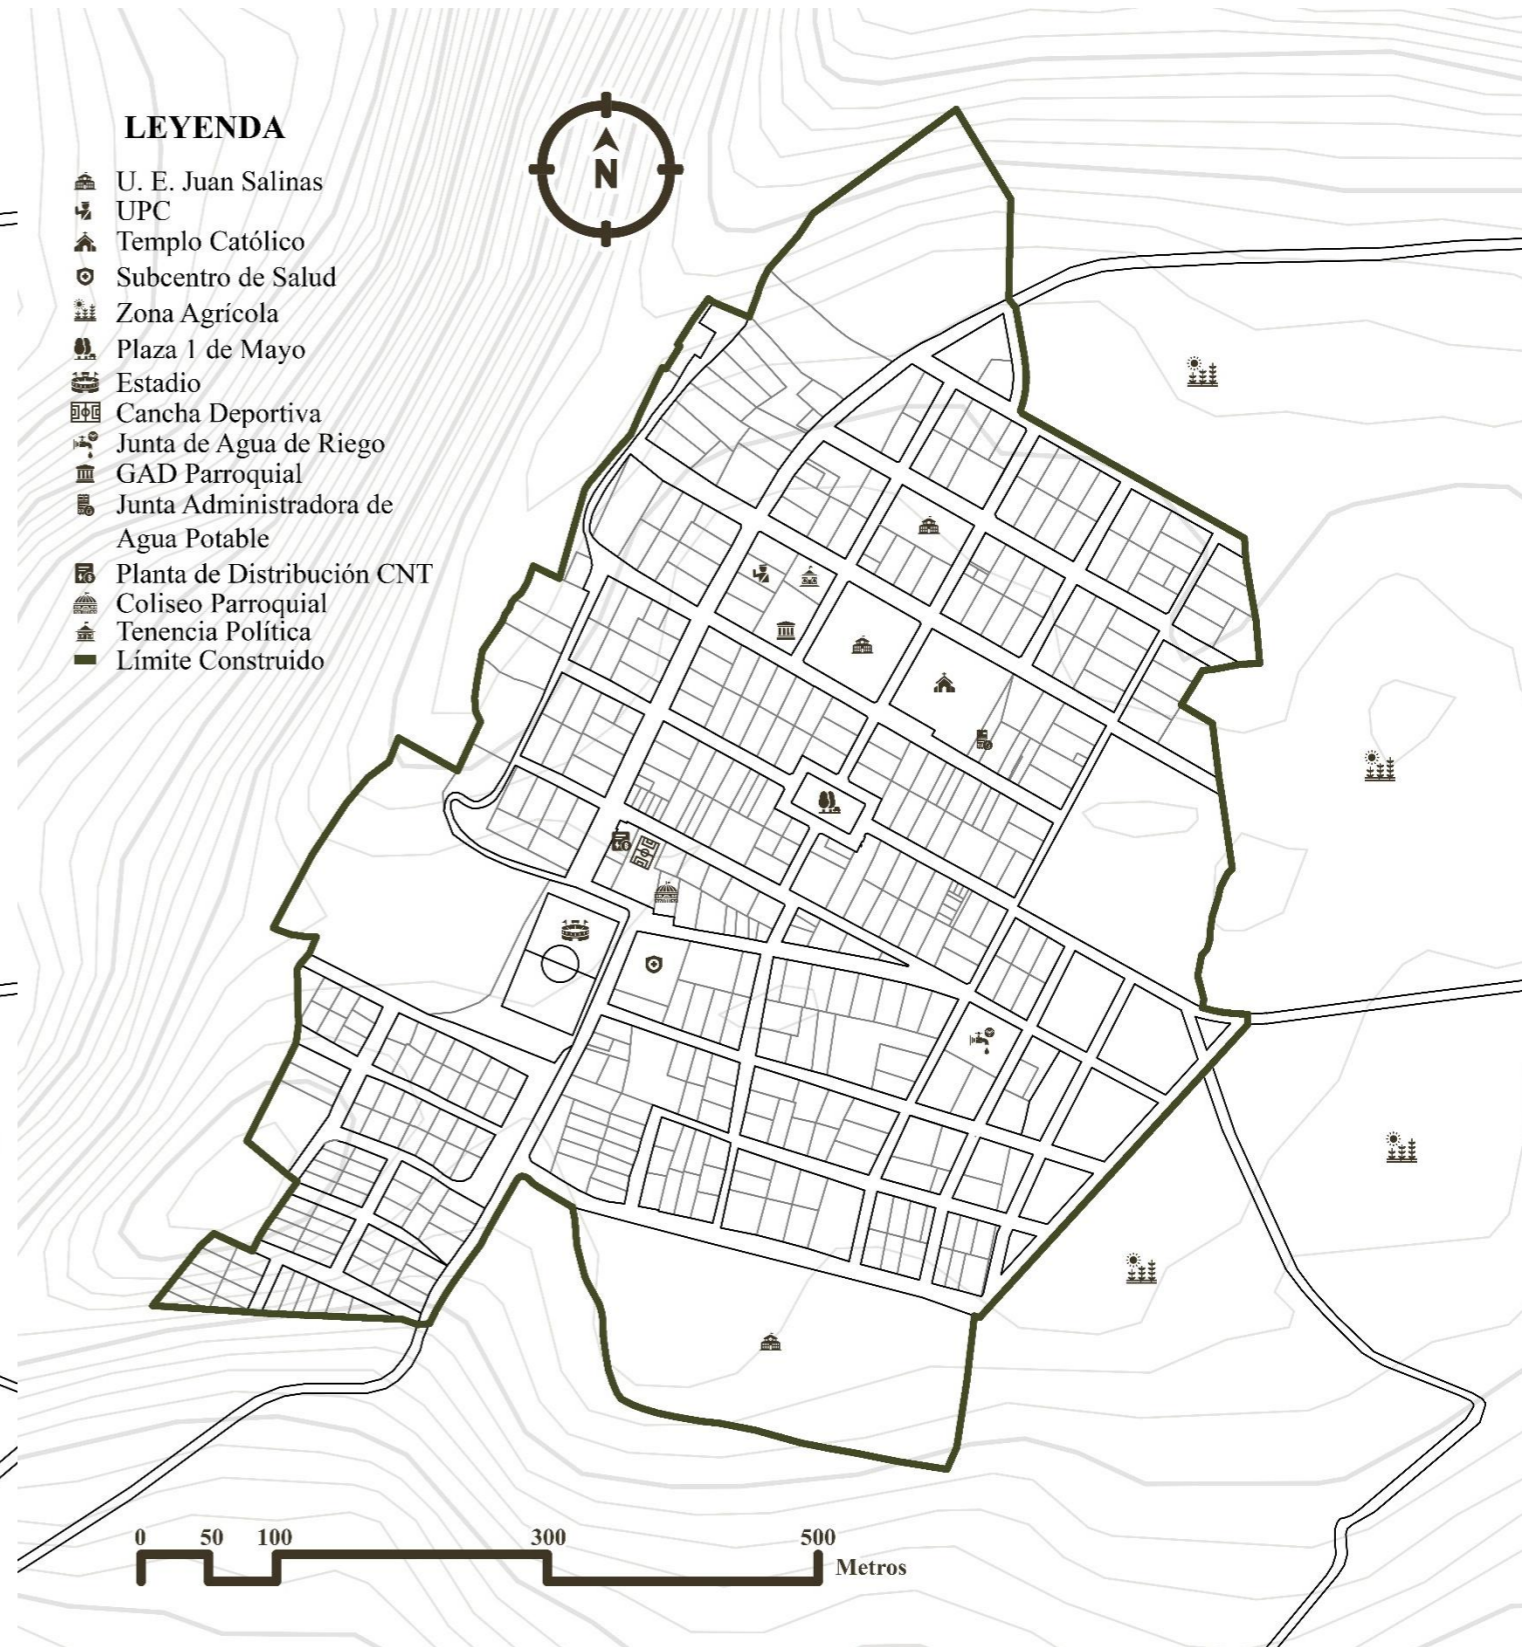 LEYENDA
N
U. E. Juan Salinas
UPC
Templo Católico
Subcentro de Salud
Zona Agrícola
Plaza 1 de Mayo
Estadio
Cancha Deportiva
Junta de Agua de Riego
GAD Parroquial
Junta Administradora de
Agua Potable
Planta de Distribución CNT
Coliseo Parroquial
Tenencia Política
Límite Construido
0 50 100 300 500
Metros